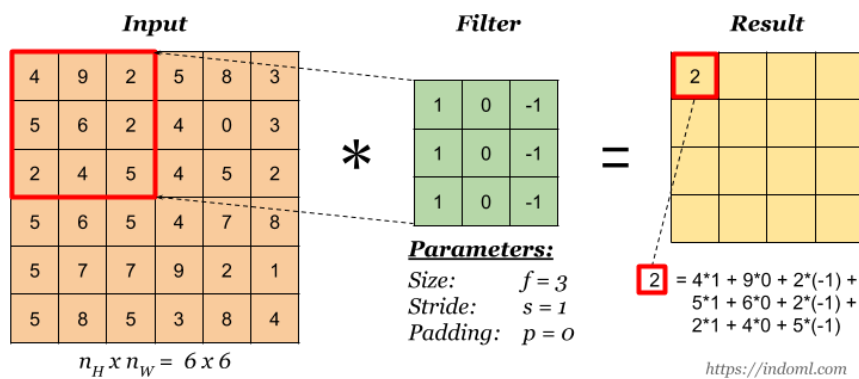 Input
Filter
Result
4 9 2 5 8 3
5 6 2 4 0 3
2 4 5 4 5 2
5 6 5 4 7 8
5 7 7 9 2 1
5 8 5 3 8 4
n_H x n_W = 6 x 6
*
1 0 -1
1 0 -1
1 0 -1
Parameters:
Size: f = 3
Stride: s = 1
Padding: p = 0
=
2
2 = 4*1 + 9*0 + 2*(-1) +
5*1 + 6*0 + 2*(-1) +
2*1 + 4*0 + 5*(-1)
https://indoml.com